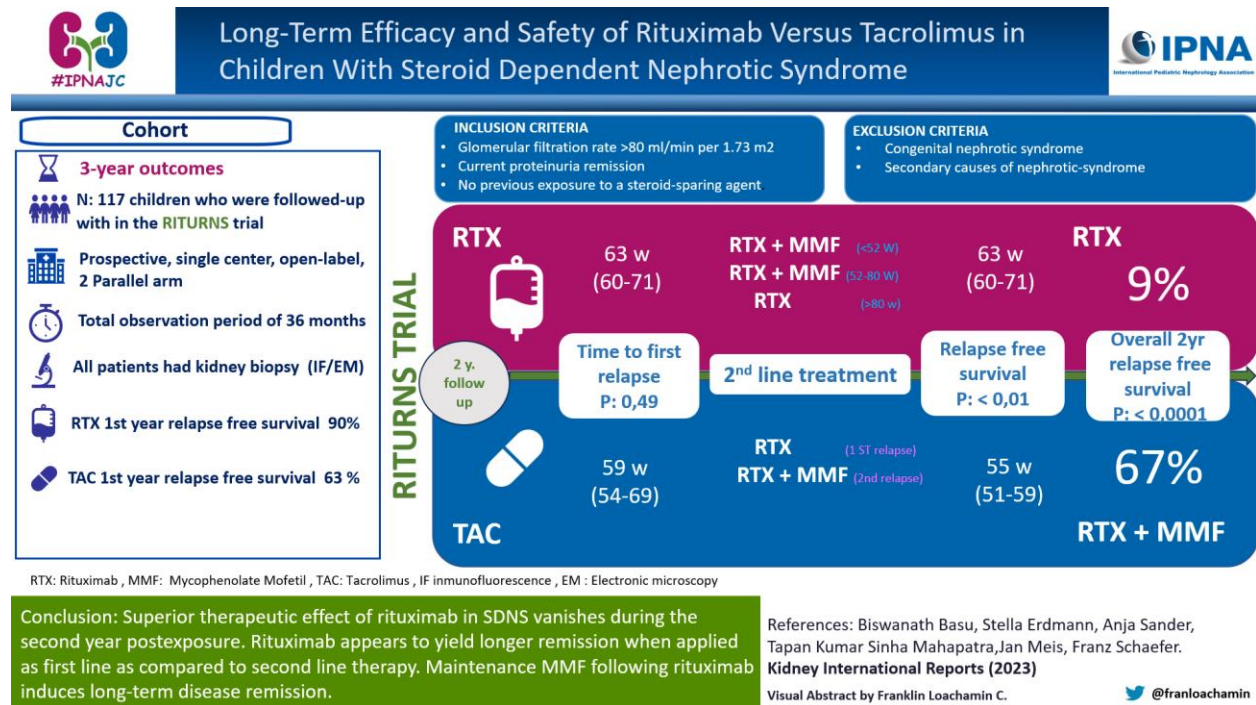 #IPNAJC
Long-Term Efficacy and Safety of Rituximab Versus Tacrolimus in
Children With Steroid Dependent Nephrotic Syndrome
IPNA
International Pediatric Nephrology Association
Cohort
3-year outcomes
N: 117 children who were followed-up
with in the RITURNS trial
Prospective, single center, open-label,
2 Parallel arm
Total observation period of 36 months
All patients had kidney biopsy (IF/EM)
RTX 1st year relapse free survival 90%
TAC 1st year relapse free survival 63 %
INCLUSION CRITERIA
• Glomerular filtration rate >80 ml/min per 1.73 m2
• Current proteinuria remission
• No previous exposure to a steroid-sparing agent.
EXCLUSION CRITERIA
• Congenital nephrotic syndrome
• Secondary causes of nephrotic-syndrome
RITURNS TRIAL
RTX
63 w
(60-71)
RTX + MMF (<52 W)
RTX + MMF (52-80 W)
RTX (>80 w)
63 w
(60-71)
RTX
9%
2 y.
follow
up
Time to first
relapse
P: 0,49
2nd line treatment
Relapse free
survival
P: < 0,01
Overall 2yr
relapse free
survival
P: < 0,0001
TAC
59 w
(54-69)
RTX (1 ST relapse)
RTX + MMF (2nd relapse)
55 w
(51-59)
67%
RTX + MMF
RTX: Rituximab , MMF: Mycophenolate Mofetil , TAC: Tacrolimus , IF inmunofluorescence , EM : Electronic microscopy
Conclusion: Superior therapeutic effect of rituximab in SDNS vanishes during the
second year postexposure. Rituximab appears to yield longer remission when applied
as first line as compared to second line therapy. Maintenance MMF following rituximab
induces long-term disease remission.
References: Biswanath Basu, Stella Erdmann, Anja Sander,
Tapan Kumar Sinha Mahapatra,Jan Meis, Franz Schaefer.
Kidney International Reports (2023)
Visual Abstract by Franklin Loachamin C.
@franloachamin